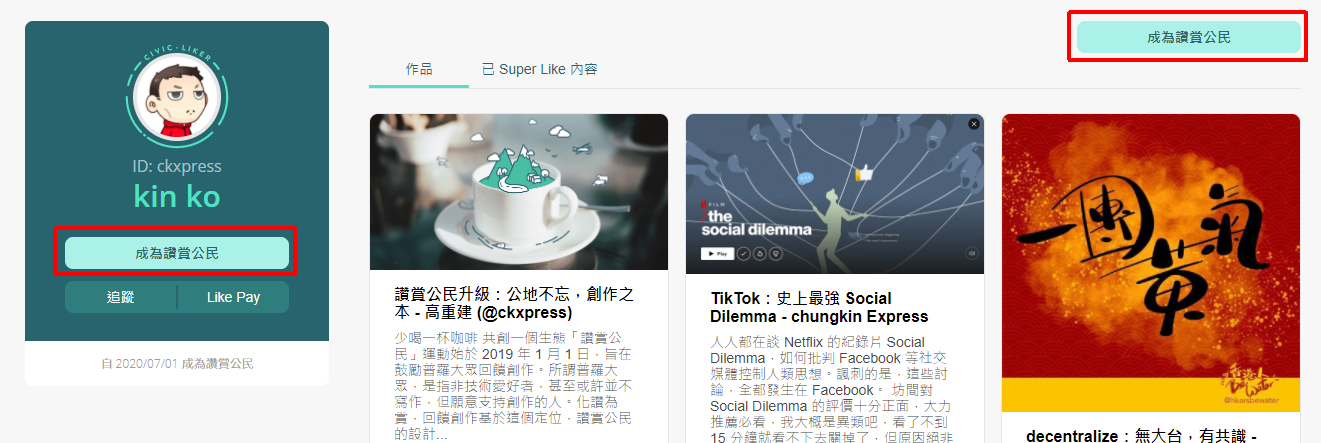 CIVIC · LIKER
ID: ckxpress
kin ko
成為讚賞公民
追蹤
Like Pay
自 2020/07/01 成為讚賞公民
成為讚賞公民
作品
已 Super Like 內容
讚賞公民升級：公地不忘，創作之
本 - 高重建 (@ckxpress)
少喝一杯咖啡 共創一個生態「讚賞公
民」運動始於 2019 年 1 月 1 日，旨在
鼓勵普羅大眾回饋創作。所謂普羅大
眾，是指非技術愛好者，甚至或許並不
寫作，但願意支持創作的人。化讚為
賞，回饋創作基於這個定位，讚賞公民
的設計...
FILM
the
social dilemma
Play
TikTok：史上最強 Social
Dilemma - chungkin Express
人人都在談 Netflix 的紀錄片 Social
Dilemma，如何批判 Facebook 等社交
媒體控制人類思想。諷刺的是，這些討
論，全都發生在 Facebook。 坊間對
Social Dilemma 的評價十分正面，大力
推薦必看，我大概是異類吧，看了不到
15 分鐘就看不下去關掉了，但原因絕非
一團
英
氣
香港人
Be Water
@hkorsbewater
decentralize：無大台，有共識 -